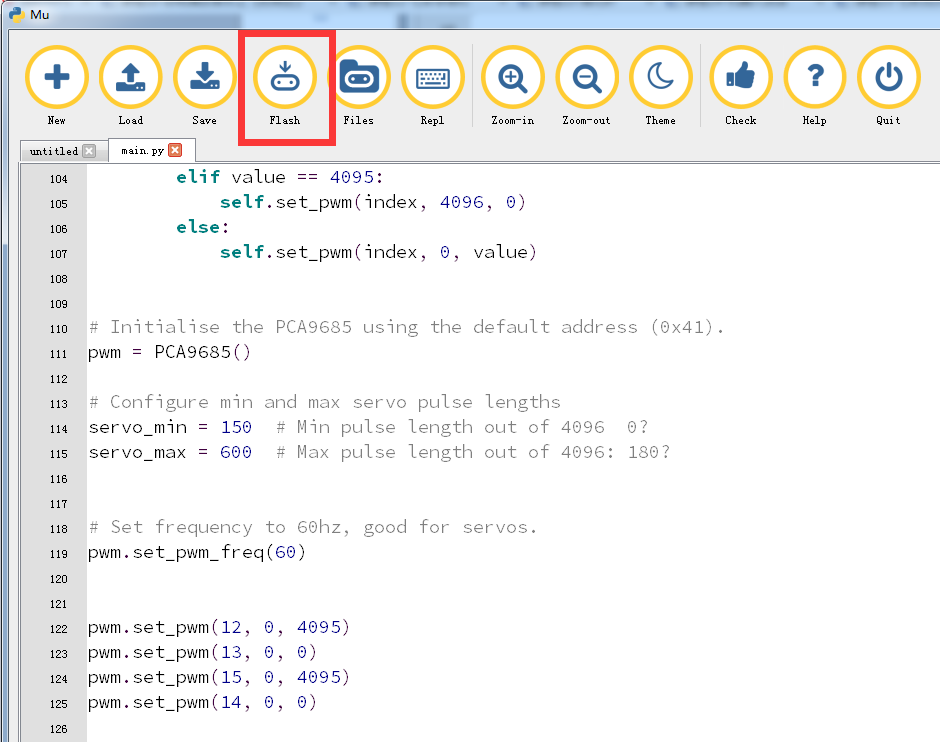 Mu
New Load Save Flash Files Repl Zoom-in Zoom-out Theme Check Help Quit
untitled main.py
104 elif value == 4095:
105 self.set_pwm(index, 4096, 0)
106 else:
107 self.set_pwm(index, 0, value)
108
109
110 # Initialise the PCA9685 using the default address (0x41).
111 pwm = PCA9685()
112
113 # Configure min and max servo pulse lengths
114 servo_min = 150  # Min pulse length out of 4096  0?
115 servo_max = 600  # Max pulse length out of 4096: 180?
116
117
118 # Set frequency to 60hz, good for servos.
119 pwm.set_pwm_freq(60)
120
121
122 pwm.set_pwm(12, 0, 4095)
123 pwm.set_pwm(13, 0, 0)
124 pwm.set_pwm(15, 0, 4095)
125 pwm.set_pwm(14, 0, 0)
126